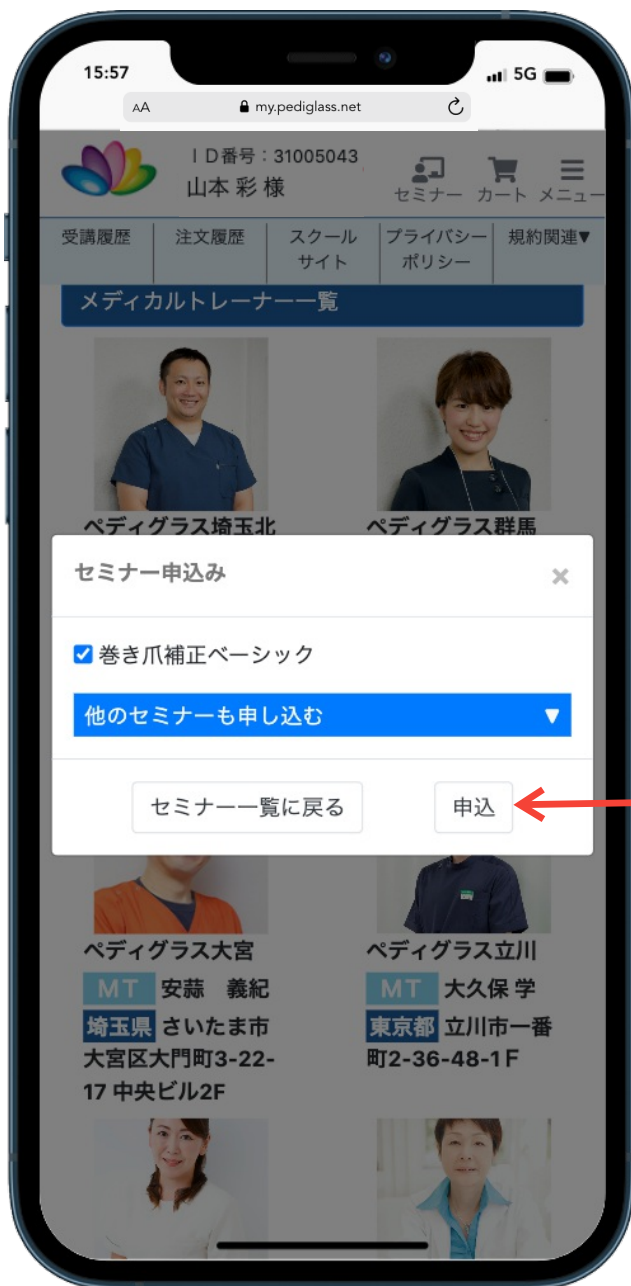 15:57
5G
AA
my.pediglass.net
ＩＤ番号：31005043
山本 彩 様
セミナー カート メニュー
受講履歴
注文履歴
スクール
サイト
プライバシー
ポリシー
規約関連▼
メディカルトレーナー一覧
ペディグラス埼玉北
ペディグラス群馬
セミナー申込み
×
巻き爪補正ベーシック
他のセミナーも申し込む ▼
セミナー一覧に戻る
申込
ペディグラス大宮
ＭＴ 安蒜 義紀
埼玉県 さいたま市
大宮区大門町3-22-
17 中央ビル2F
ペディグラス立川
ＭＴ 大久保 学
東京都 立川市一番
町2-36-48-1Ｆ